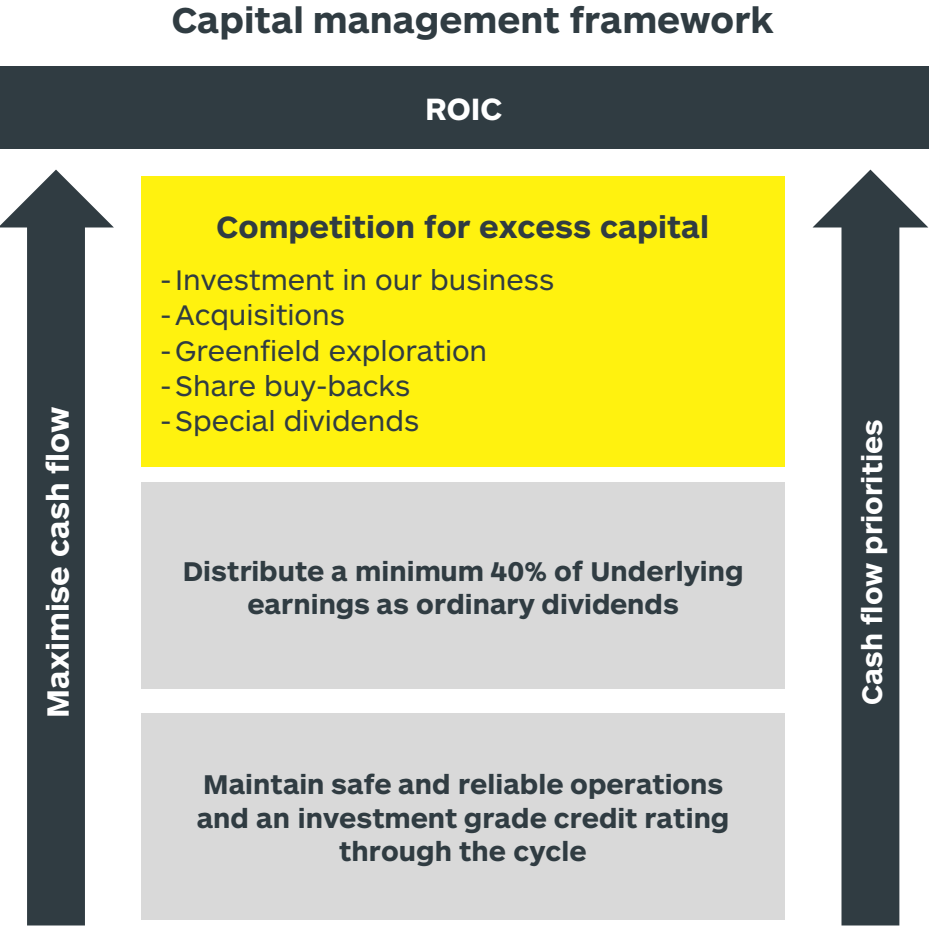 Capital management framework
ROIC
Maximise cash flow
Competition for excess capital
- Investment in our business
- Acquisitions
- Greenfield exploration
- Share buy-backs
- Special dividends
Distribute a minimum 40% of Underlying
earnings as ordinary dividends
Maintain safe and reliable operations
and an investment grade credit rating
through the cycle
Cash flow priorities